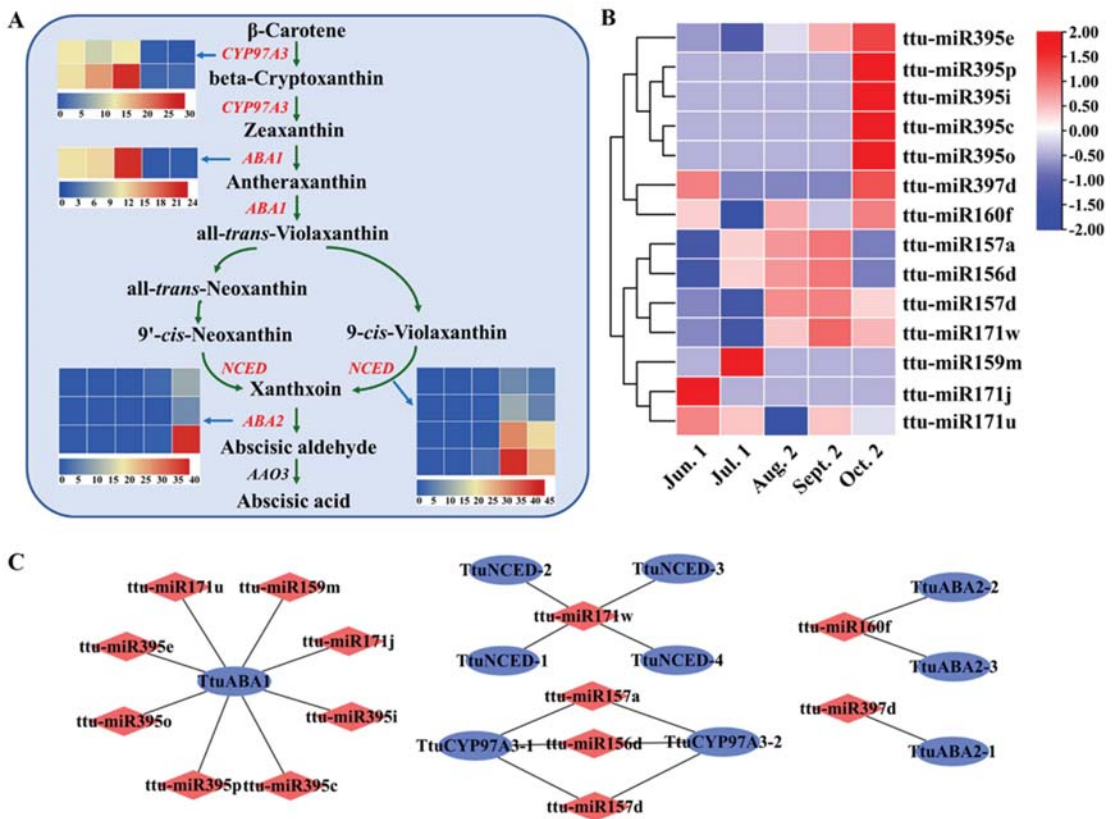 A
β-Carotene
CYP97A3
beta-Cryptoxanthin
0 5 10 15 20 25 30
CYP97A3
Zeaxanthin
ABA1
Antheraxanthin
0 3 6 9 12 15 18 21 24
ABA1
all-trans-Violaxanthin
all-trans-Neoxanthin
9'-cis-Neoxanthin
9-cis-Violaxanthin
NCED
NCED
Xanthxoin
ABA2
Abscisic aldehyde
0 5 10 15 20 25 30 35 40
AAO3
0 5 10 15 20 25 30 35 40 45
Abscisic acid
B
ttu-miR395e
ttu-miR395p
ttu-miR395i
ttu-miR395c
ttu-miR395o
ttu-miR397d
ttu-miR160f
ttu-miR157a
ttu-miR156d
ttu-miR157d
ttu-miR171w
ttu-miR159m
ttu-miR171j
ttu-miR171u
Jun. 1 Jul. 1 Aug. 2 Sept. 2 Oct. 2
2.00
1.50
1.00
0.50
0.00
-0.50
-1.00
-1.50
-2.00
C
ttu-miR171u ttu-miR159m
ttu-miR395e ttu-miR171j
TtuABA1
ttu-miR395o ttu-miR395i
ttu-miR395p ttu-miR395c
TtuNCED-2 TtuNCED-3
ttu-miR171w
TtuNCED-1 TtuNCED-4
ttu-miR157a
TtuCYP97A3-1 ttu-miR156d TtuCYP97A3-2
ttu-miR157d
TtuABA2-2
ttu-miR160f
TtuABA2-3
ttu-miR397d
TtuABA2-1